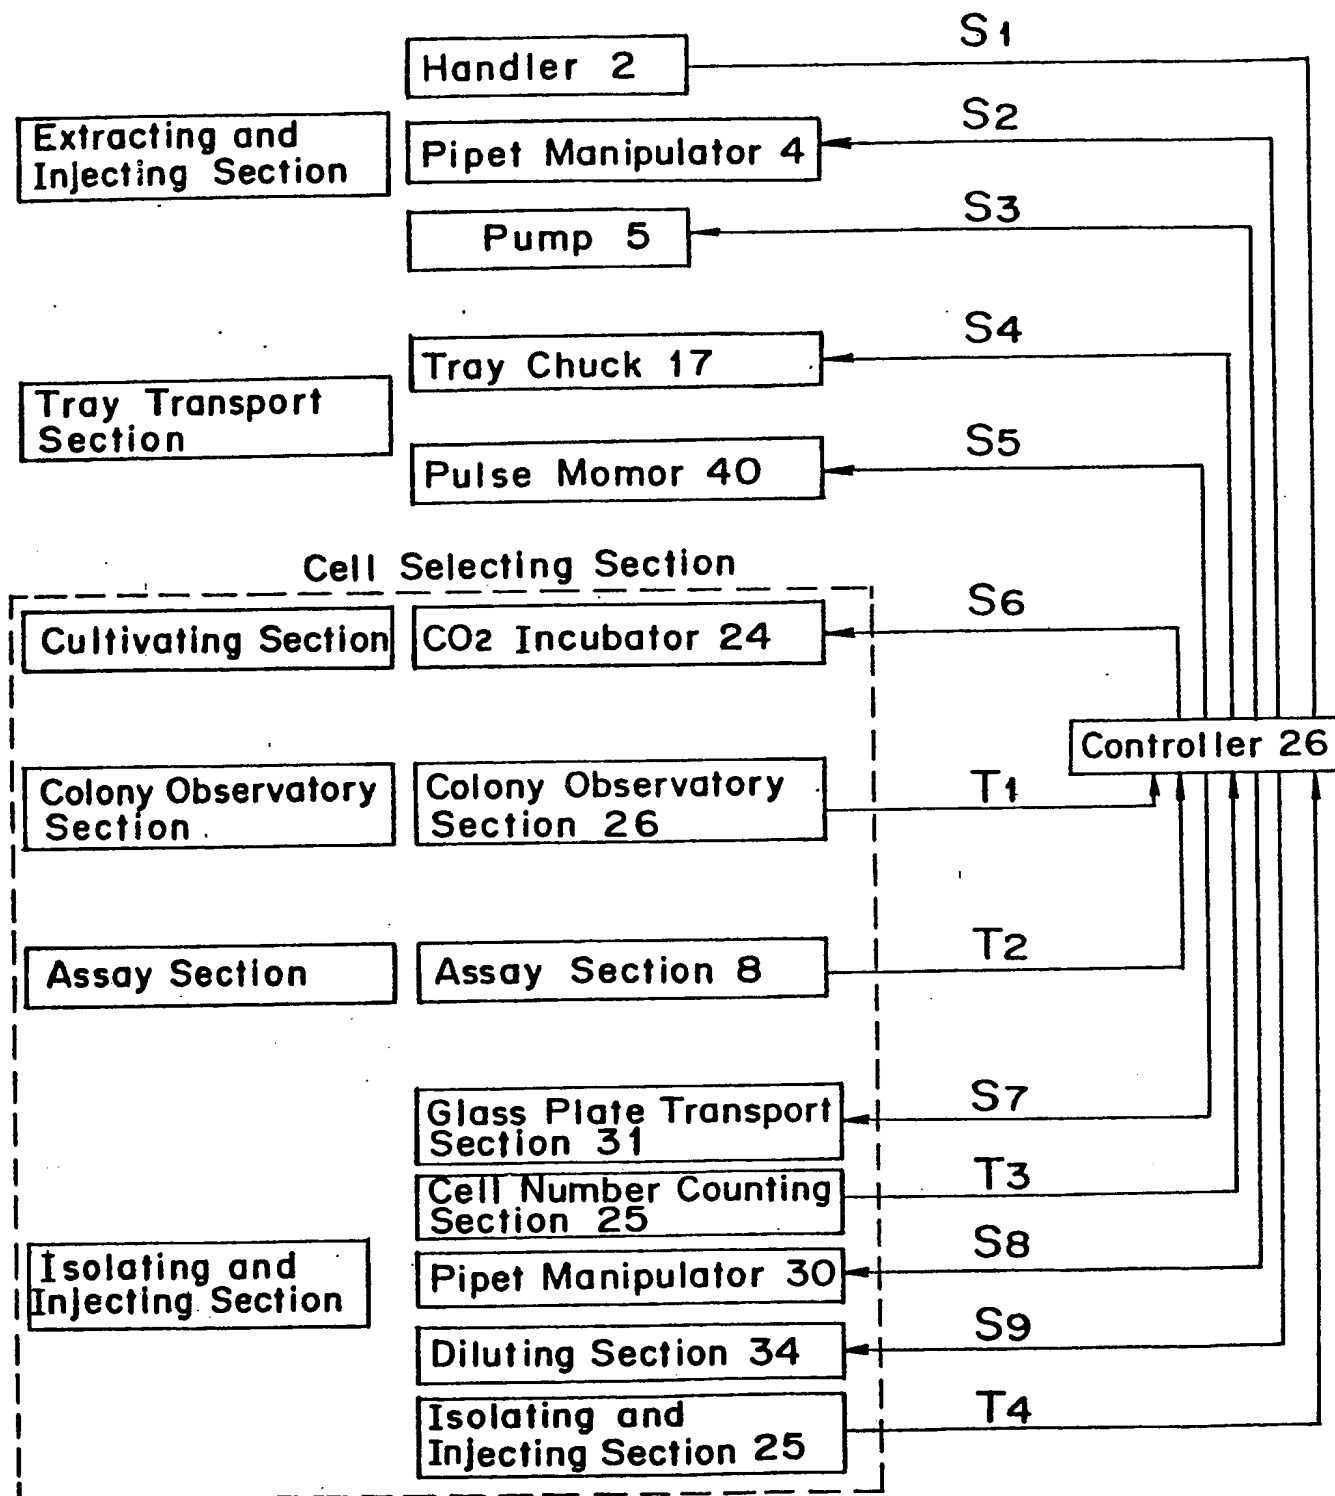 Handler 2
S1
Extracting and
Injecting Section
Pipet Manipulator 4
S2
Pump 5
S3
Tray Transport
Section
Tray Chuck 17
S4
Pulse Momor 40
S5
Cell Selecting Section
Cultivating Section
CO2 Incubator 24
S6
Controller 26
Colony Observatory
Section
Colony Observatory
Section 26
T1
Assay Section
Assay Section 8
T2
Glass Plate Transport
Section 31
S7
Cell Number Counting
Section 25
T3
Isolating and
Injecting Section
Pipet Manipulator 30
S8
Diluting Section 34
S9
Isolating and
Injecting Section 25
T4